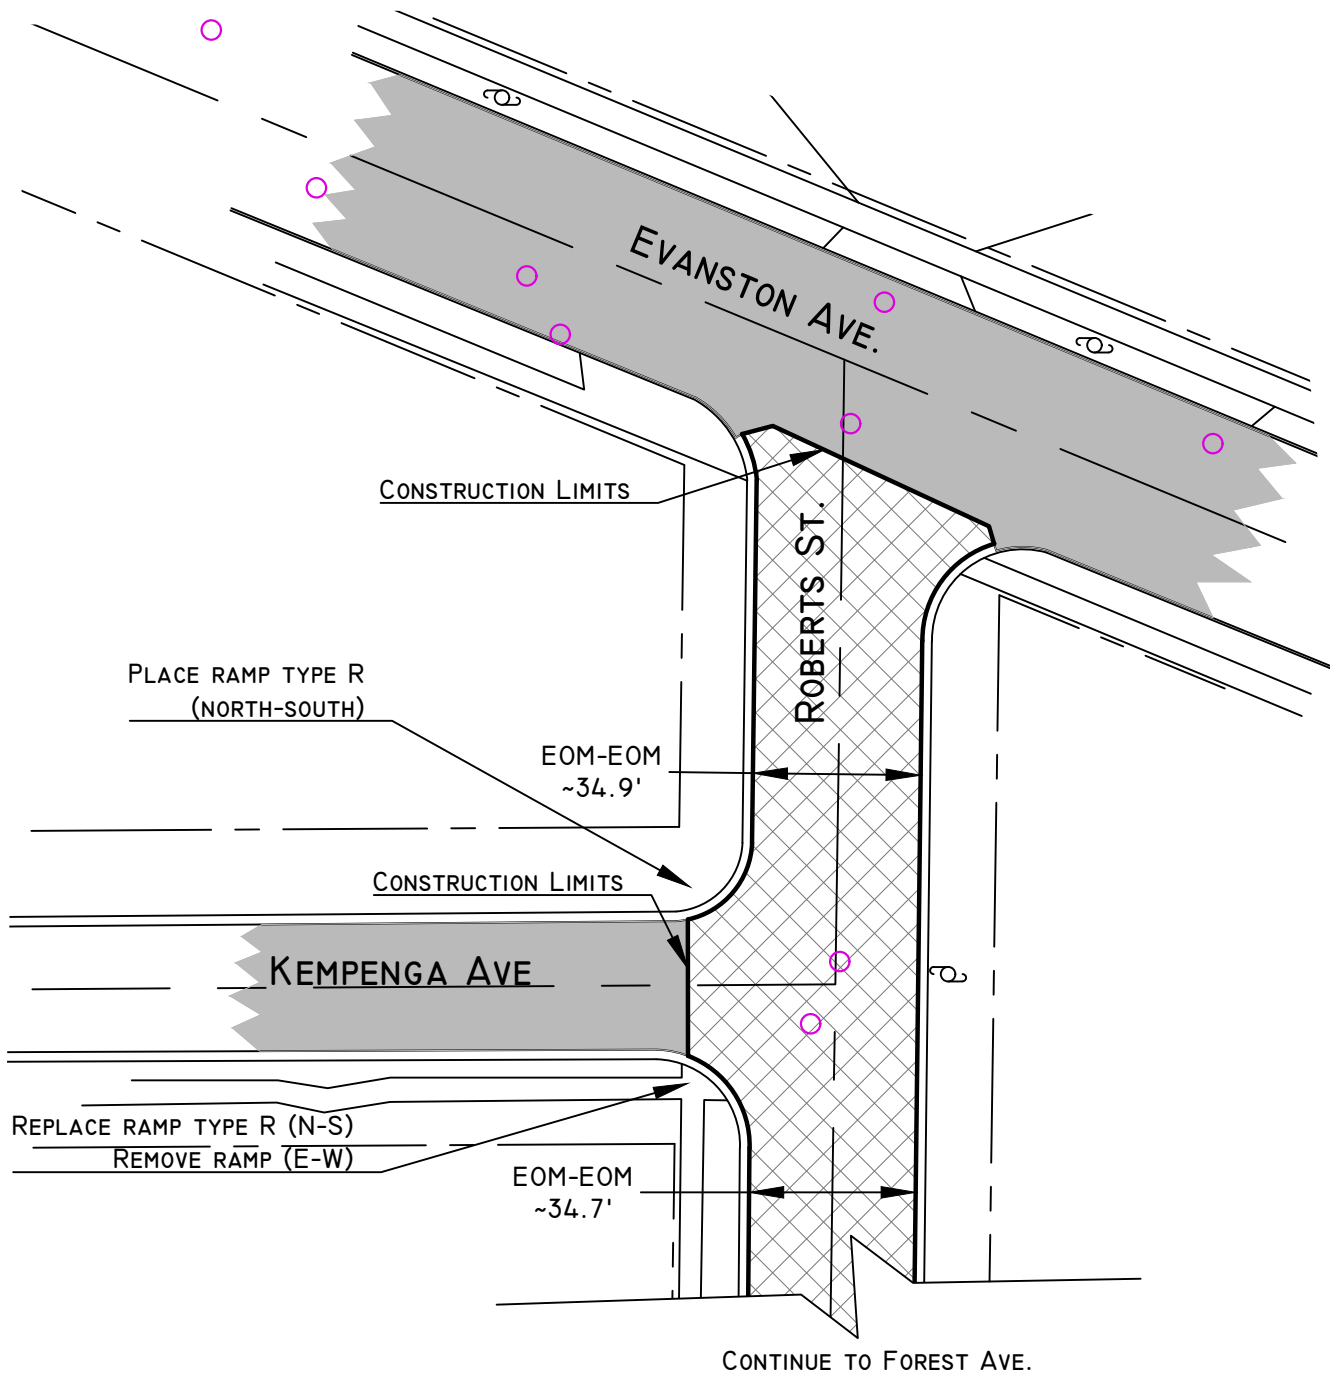 EVANSTON AVE.
CONSTRUCTION LIMITS
ROBERTS ST.
PLACE RAMP TYPE R
(NORTH-SOUTH)
EOM-EOM
~34.9'
CONSTRUCTION LIMITS
KEMPENGA AVE
REPLACE RAMP TYPE R (N-S)
REMOVE RAMP (E-W)
EOM-EOM
~34.7'
CONTINUE TO FOREST AVE.